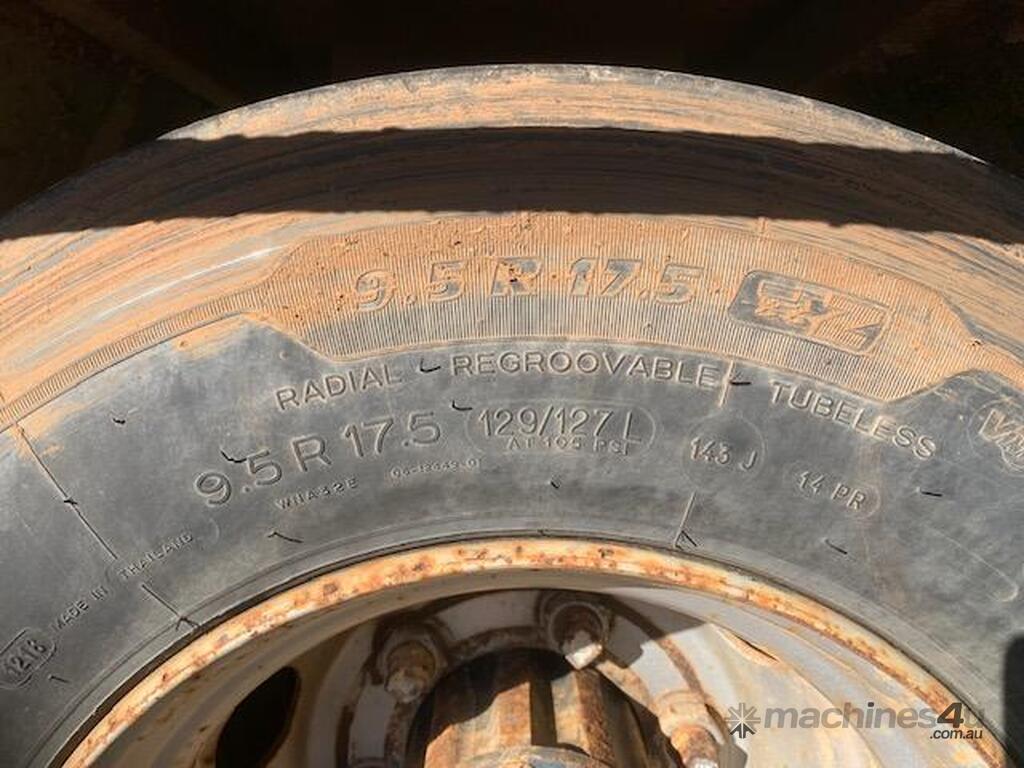 9.5 R 17.5
RADIAL REGROOVABLE TUBELESS
9.5 R 17.5 129/127 L 143 J 14 PR
AT 105 PSI
MADE IN THAILAND
1218
machines4u
.com.au